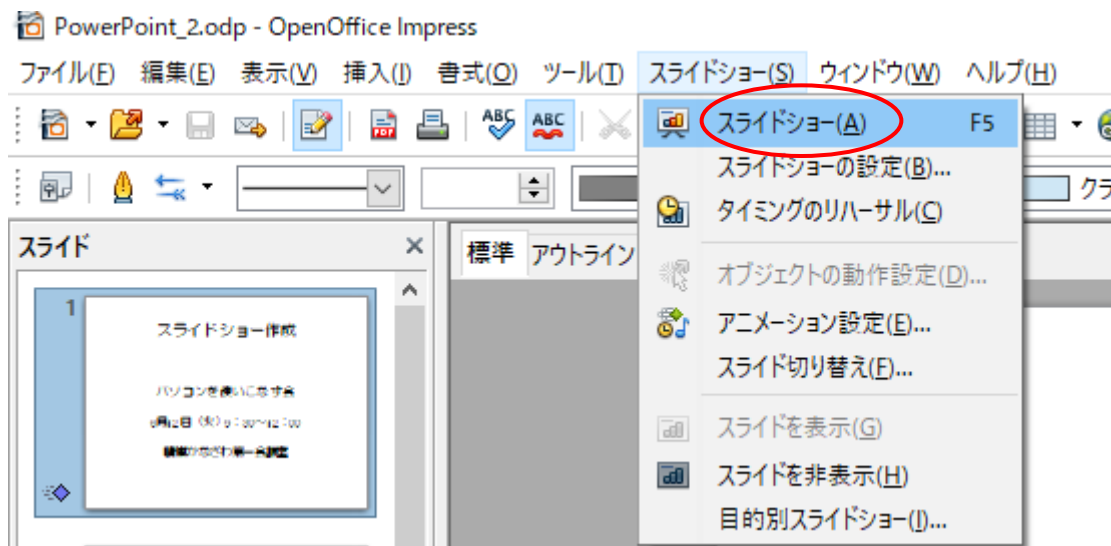 PowerPoint_2.odp - OpenOffice Impress
ファイル(F) 編集(E) 表示(V) 挿入(I) 書式(O) ツール(T) スライドショー(S) ウィンドウ(W) ヘルプ(H)
ABC ABC
PDF
スライドショー(A) F5
スライドショーの設定(B)...
クラ
タイミングのリハーサル(C)
スライド
標準 アウトライン
オブジェクトの動作設定(D)...
アニメーション設定(E)...
スライド切り替え(F)...
スライドを表示(G)
スライドを非表示(H)
目的別スライドショー(I)...
1
スライドショー作成
パソコンを使いこなす会